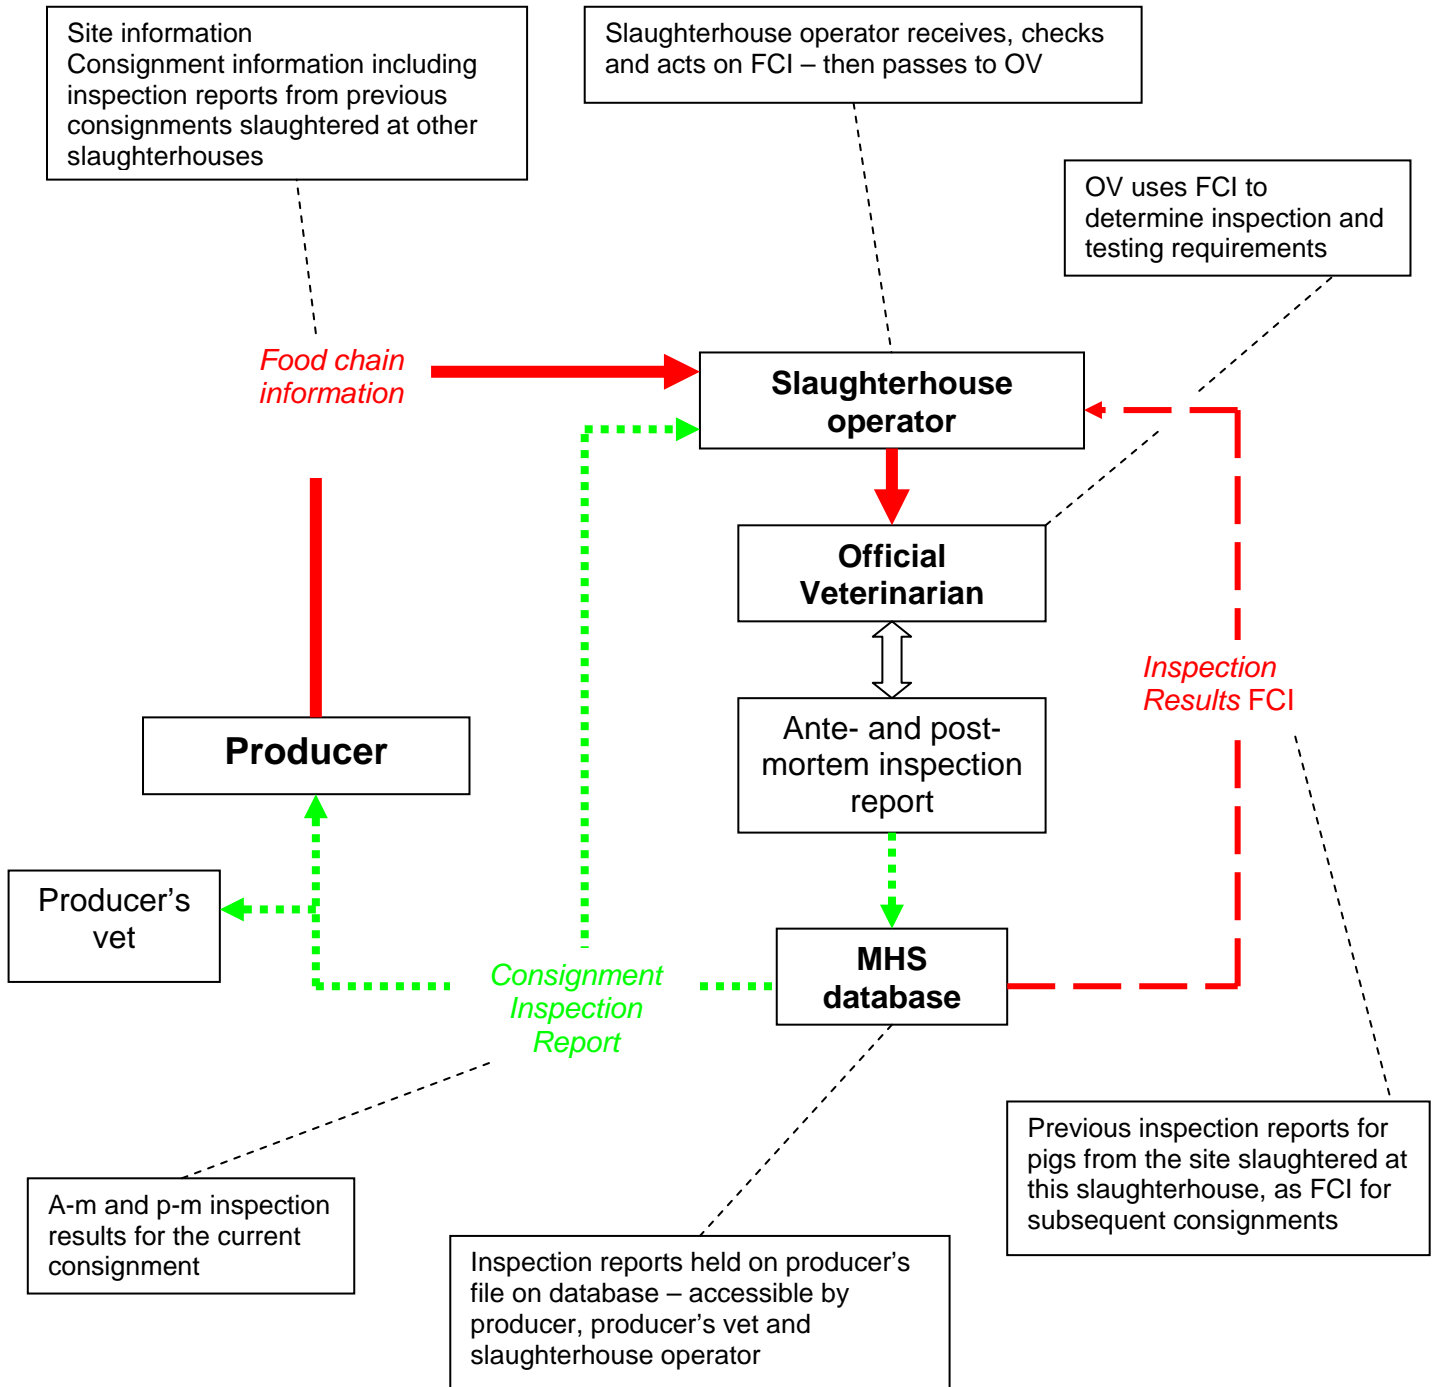 Site information
Consignment information including
inspection reports from previous
consignments slaughtered at other
slaughterhouses
Slaughterhouse operator receives, checks
and acts on FCI – then passes to OV
OV uses FCI to
determine inspection and
testing requirements
Food chain
information
Slaughterhouse
operator
Official
Veterinarian
Inspection
Results FCI
Ante- and post-
mortem inspection
report
Producer
Producer’s
vet
MHS
database
Consignment
Inspection
Report
Previous inspection reports for
pigs from the site slaughtered at
this slaughterhouse, as FCI for
subsequent consignments
A-m and p-m inspection
results for the current
consignment
Inspection reports held on producer’s
file on database – accessible by
producer, producer’s vet and
slaughterhouse operator